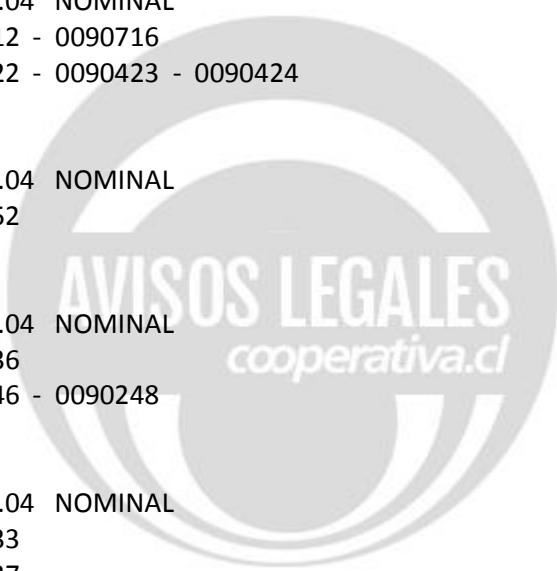 .04 NOMINAL
12 - 0090716
22 - 0090423 - 0090424
.04 NOMINAL
52
AVISOS LEGALES
cooperativa.cl
.04 NOMINAL
36
46 - 0090248
.04 NOMINAL
33